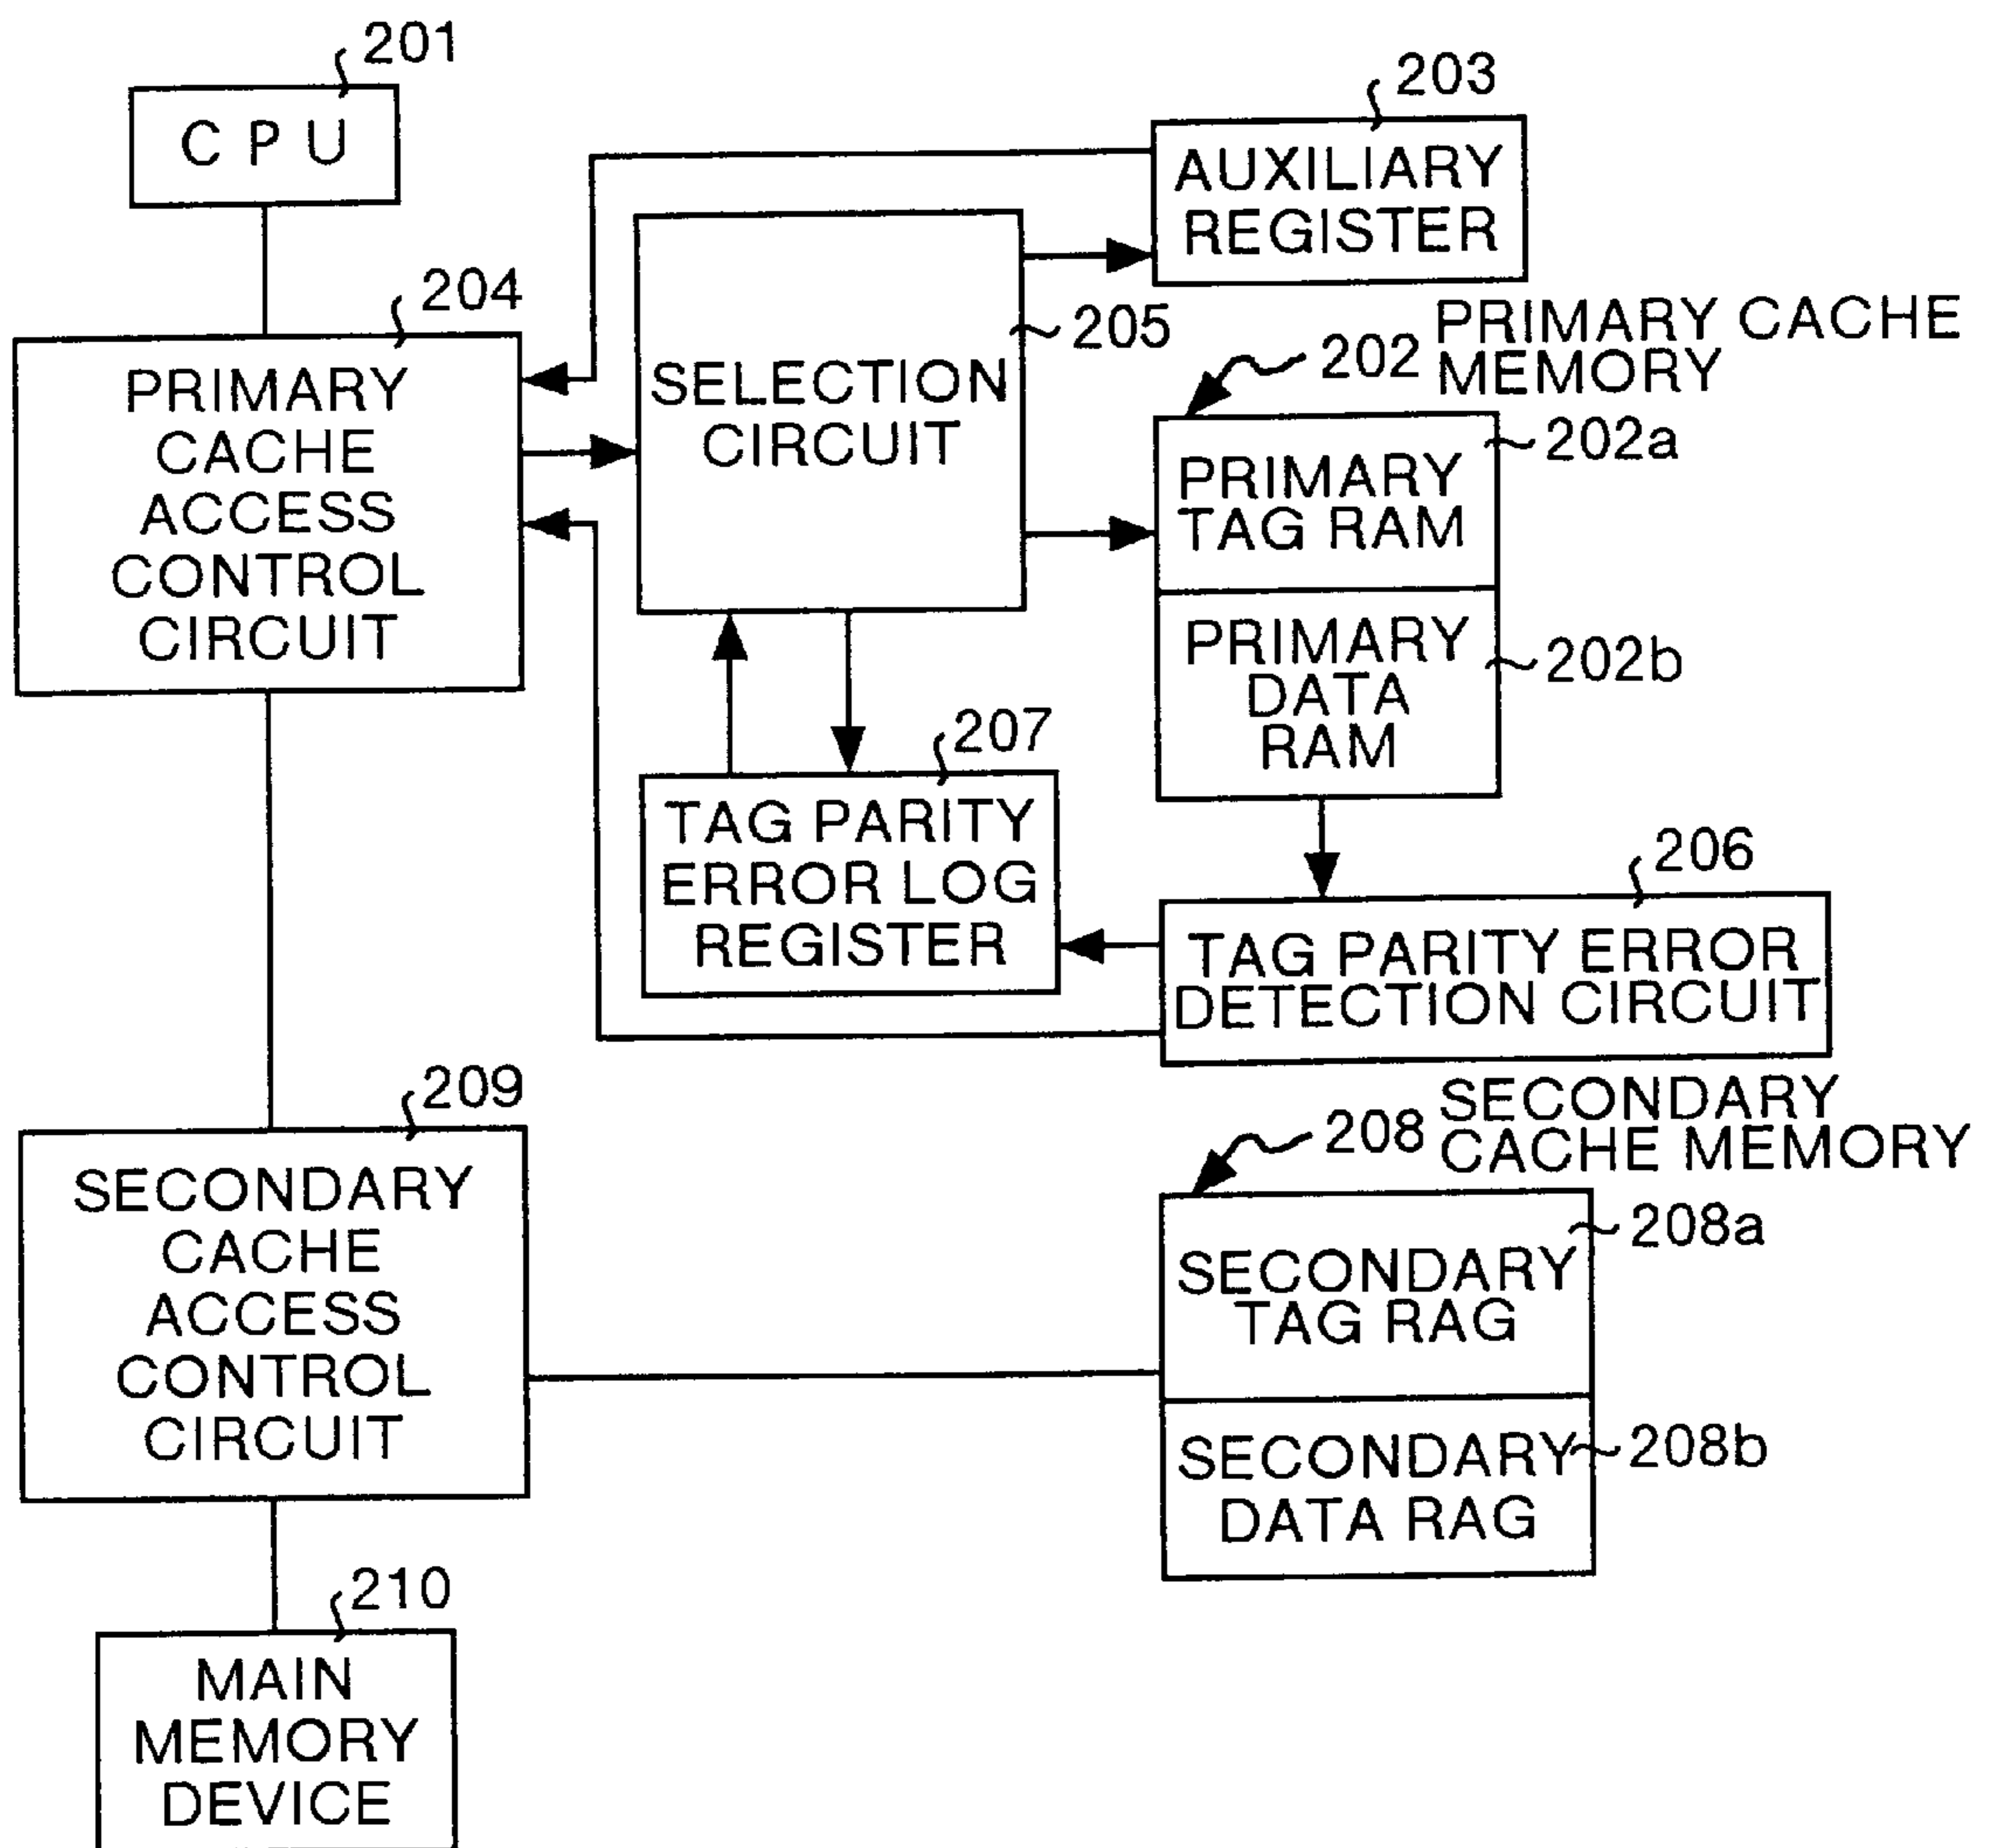 201
C P U
203
AUXILIARY
REGISTER
204
PRIMARY
CACHE
ACCESS
CONTROL
CIRCUIT
205
SELECTION
CIRCUIT
202 PRIMARY CACHE
MEMORY
202a
PRIMARY
TAG RAM
202b
PRIMARY
DATA
RAM
207
TAG PARITY
ERROR LOG
REGISTER
206
TAG PARITY ERROR
DETECTION CIRCUIT
209
SECONDARY
CACHE
ACCESS
CONTROL
CIRCUIT
208 SECONDARY
CACHE MEMORY
208a
SECONDARY
TAG RAG
208b
SECONDARY
DATA RAG
210
MAIN
MEMORY
DEVICE